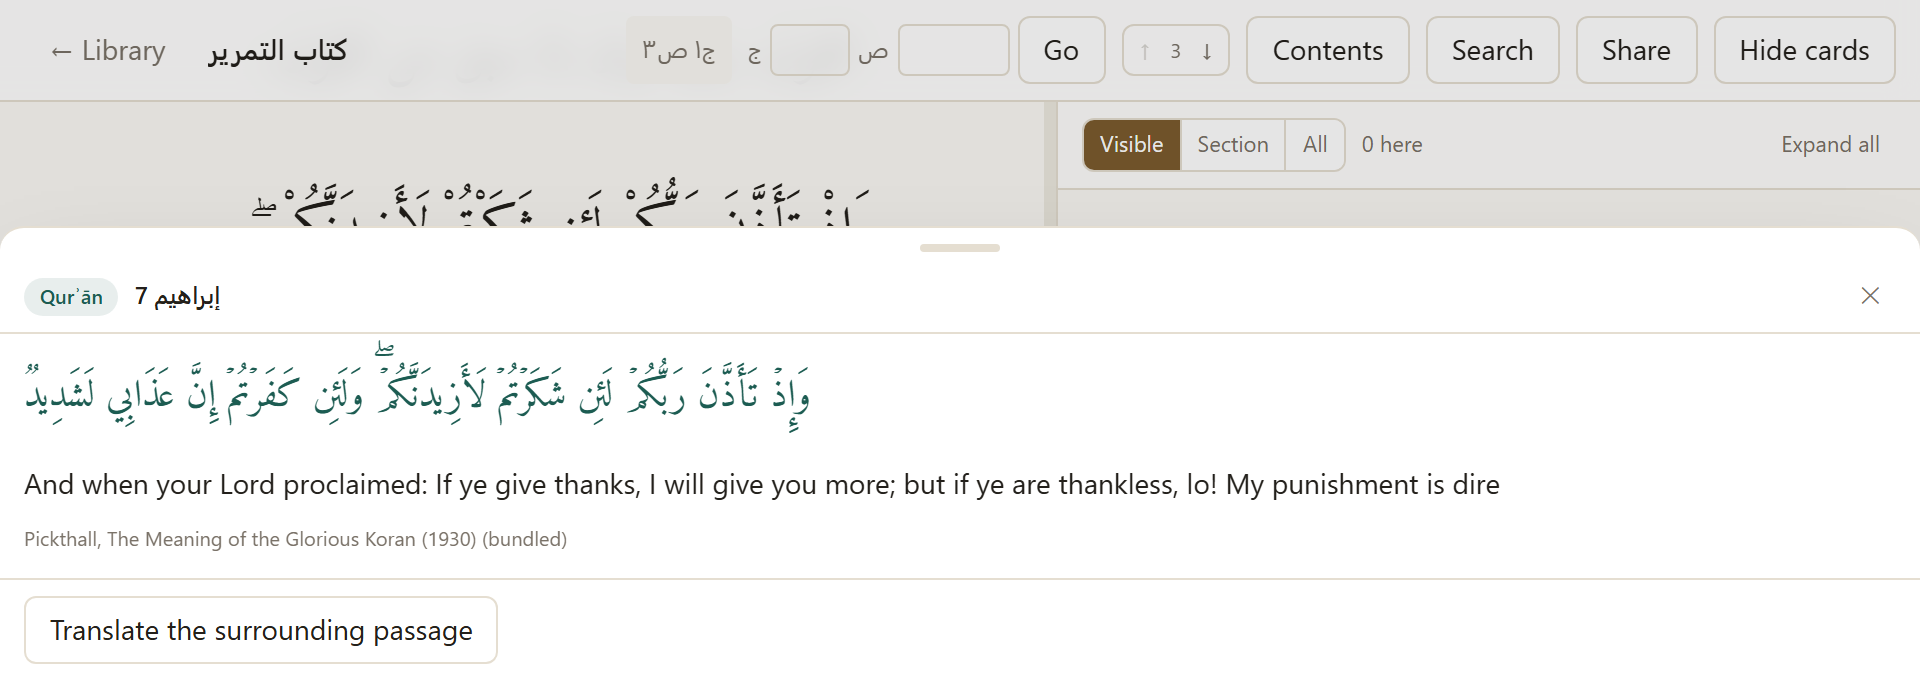 ← Library
كتاب التمرير
ج١ ص٣
ج
ص
Go
↑ 3 ↓
Contents
Search
Share
Hide cards
Visible
Section
All
0 here
Expand all
وَإِذْ تَأَذَّنَ رَبُّكُمْ لَئِن شَكَرْتُمْ لَأَزِيدَنَّكُمْ ۖ
Qurʾān
إبراهيم 7
وَإِذْ تَأَذَّنَ رَبُّكُمْ لَئِن شَكَرْتُمْ لَأَزِيدَنَّكُمْ ۖ وَلَئِن كَفَرْتُمْ إِنَّ عَذَابِي لَشَدِيدٌ
And when your Lord proclaimed: If ye give thanks, I will give you more; but if ye are thankless, lo! My punishment is dire
Pickthall, The Meaning of the Glorious Koran (1930) (bundled)
Translate the surrounding passage